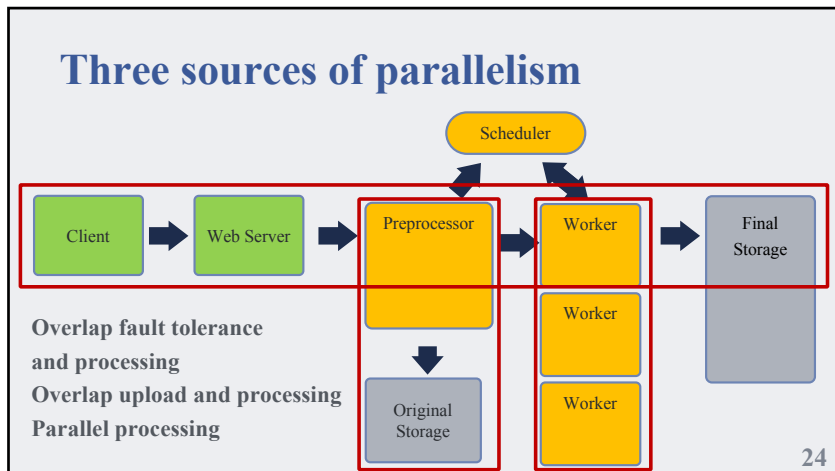 Three sources of parallelism
Scheduler
Client
Web Server
Preprocessor
Worker
Final
Storage
Worker
Worker
Original
Storage
Overlap fault tolerance
and processing
Overlap upload and processing
Parallel processing
24